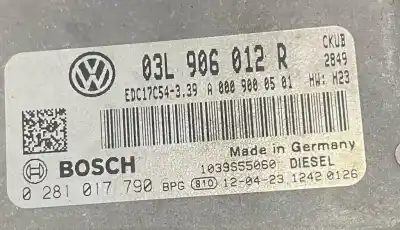 03L 906 012 R CKUB
EDC17C54-3.39 A 000 900 05 01 2849
HW: H23
Made in Germany
BOSCH 1039S55060 DIESEL
0 281 017 790 BPG 810 12-04-23 1242 0126